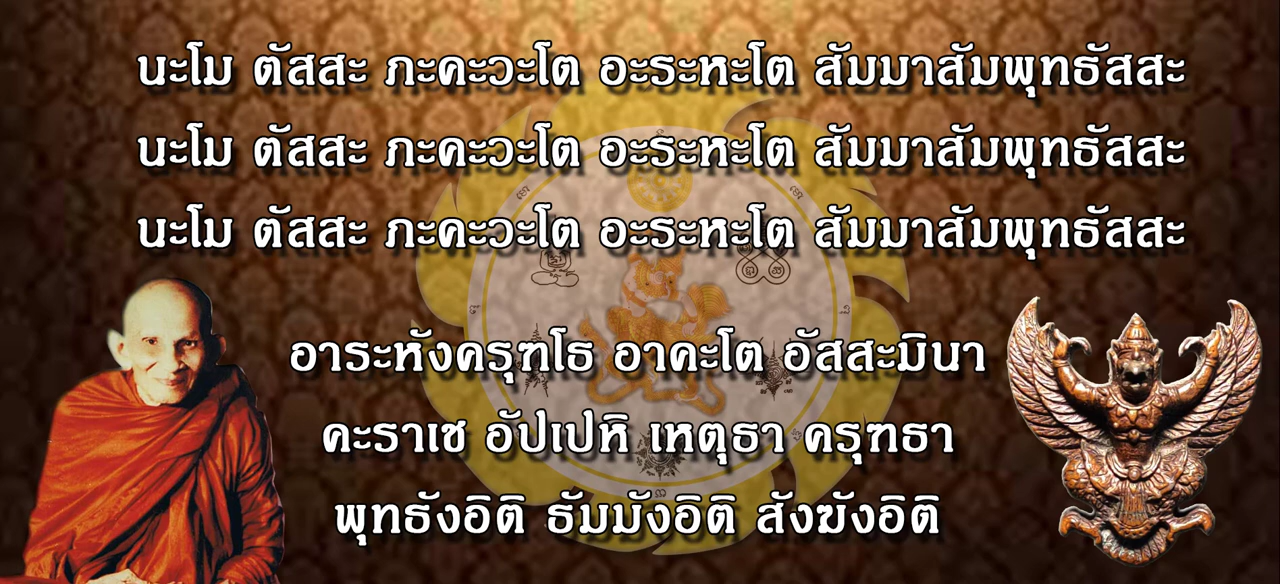 นะโม ตัสสะ ภะคะวะโต อะระหะโต สัมมาสัมพุทธัสสะ
นะโม ตัสสะ ภะคะวะโต อะระหะโต สัมมาสัมพุทธัสสะ
นะโม ตัสสะ ภะคะวะโต อะระหะโต สัมมาสัมพุทธัสสะ
อาระหังครุฑโธ อาคะโต อัสสะมินา
คะราเช อัปเปหิ เหตุธา ครุฑธา
พุทธังอิติ ธัมมังอิติ สังฆังอิติ